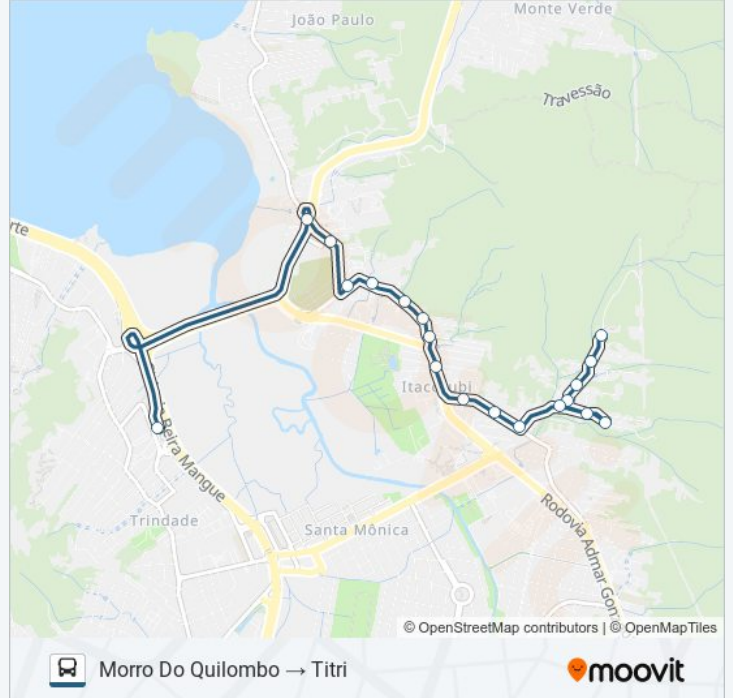 João Paulo
Monte Verde
Travessão
rte
Itacorubi
Beira Mangue
Trindade
Santa Mônica
Rodovia Admar Gon
© OpenStreetMap contributors | © OpenMapTiles
Morro Do Quilombo → Titri
moovit